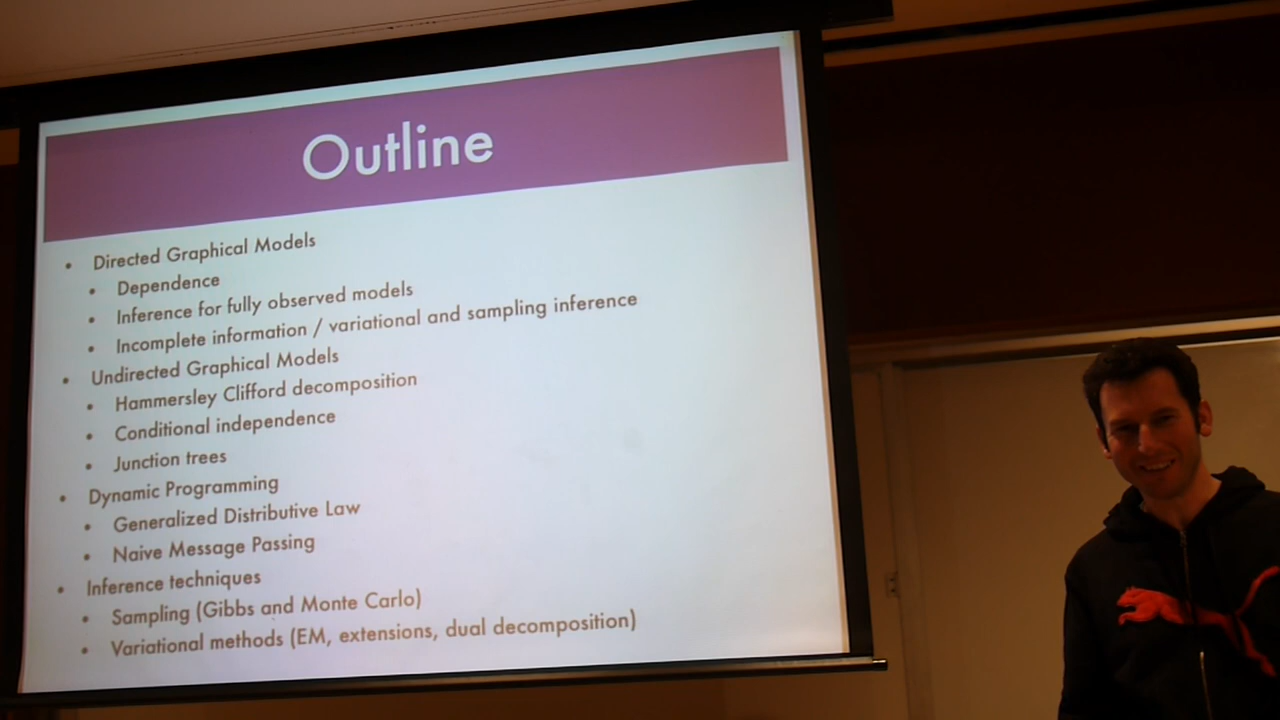 Outline
• Directed Graphical Models
• Dependence
• Inference for fully observed models
• Incomplete information / variational and sampling inference
• Undirected Graphical Models
• Hammersley Clifford decomposition
• Conditional independence
• Junction trees
• Dynamic Programming
• Generalized Distributive Law
• Naive Message Passing
• Inference techniques
• Sampling (Gibbs and Monte Carlo)
• Variational methods (EM, extensions, dual decomposition)